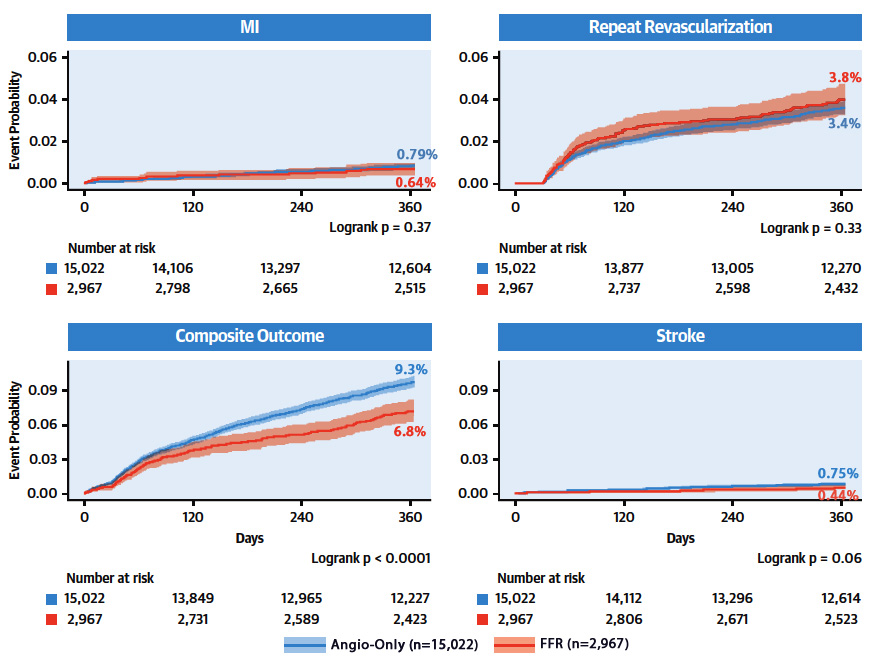 MI
Event Probability
0.06
0.04
0.02
0.00
0.79%
0.64%
0 120 240 360
Logrank p = 0.37
Number at risk
15,022 14,106 13,297 12,604
2,967 2,798 2,665 2,515
Repeat Revascularization
0.06
0.04
0.02
0.00
3.8%
3.4%
0 120 240 360
Logrank p = 0.33
Number at risk
15,022 13,877 13,005 12,270
2,967 2,737 2,598 2,432
Composite Outcome
Event Probability
0.09
0.06
0.03
0.00
9.3%
6.8%
0 120 240 360
Days
Logrank p < 0.0001
Number at risk
15,022 13,849 12,965 12,227
2,967 2,731 2,589 2,423
Stroke
0.09
0.06
0.03
0.00
0.75%
0.44%
0 120 240 360
Days
Logrank p = 0.06
Number at risk
15,022 14,112 13,296 12,614
2,967 2,806 2,671 2,523
Angio-Only (n=15,022) FFR (n=2,967)